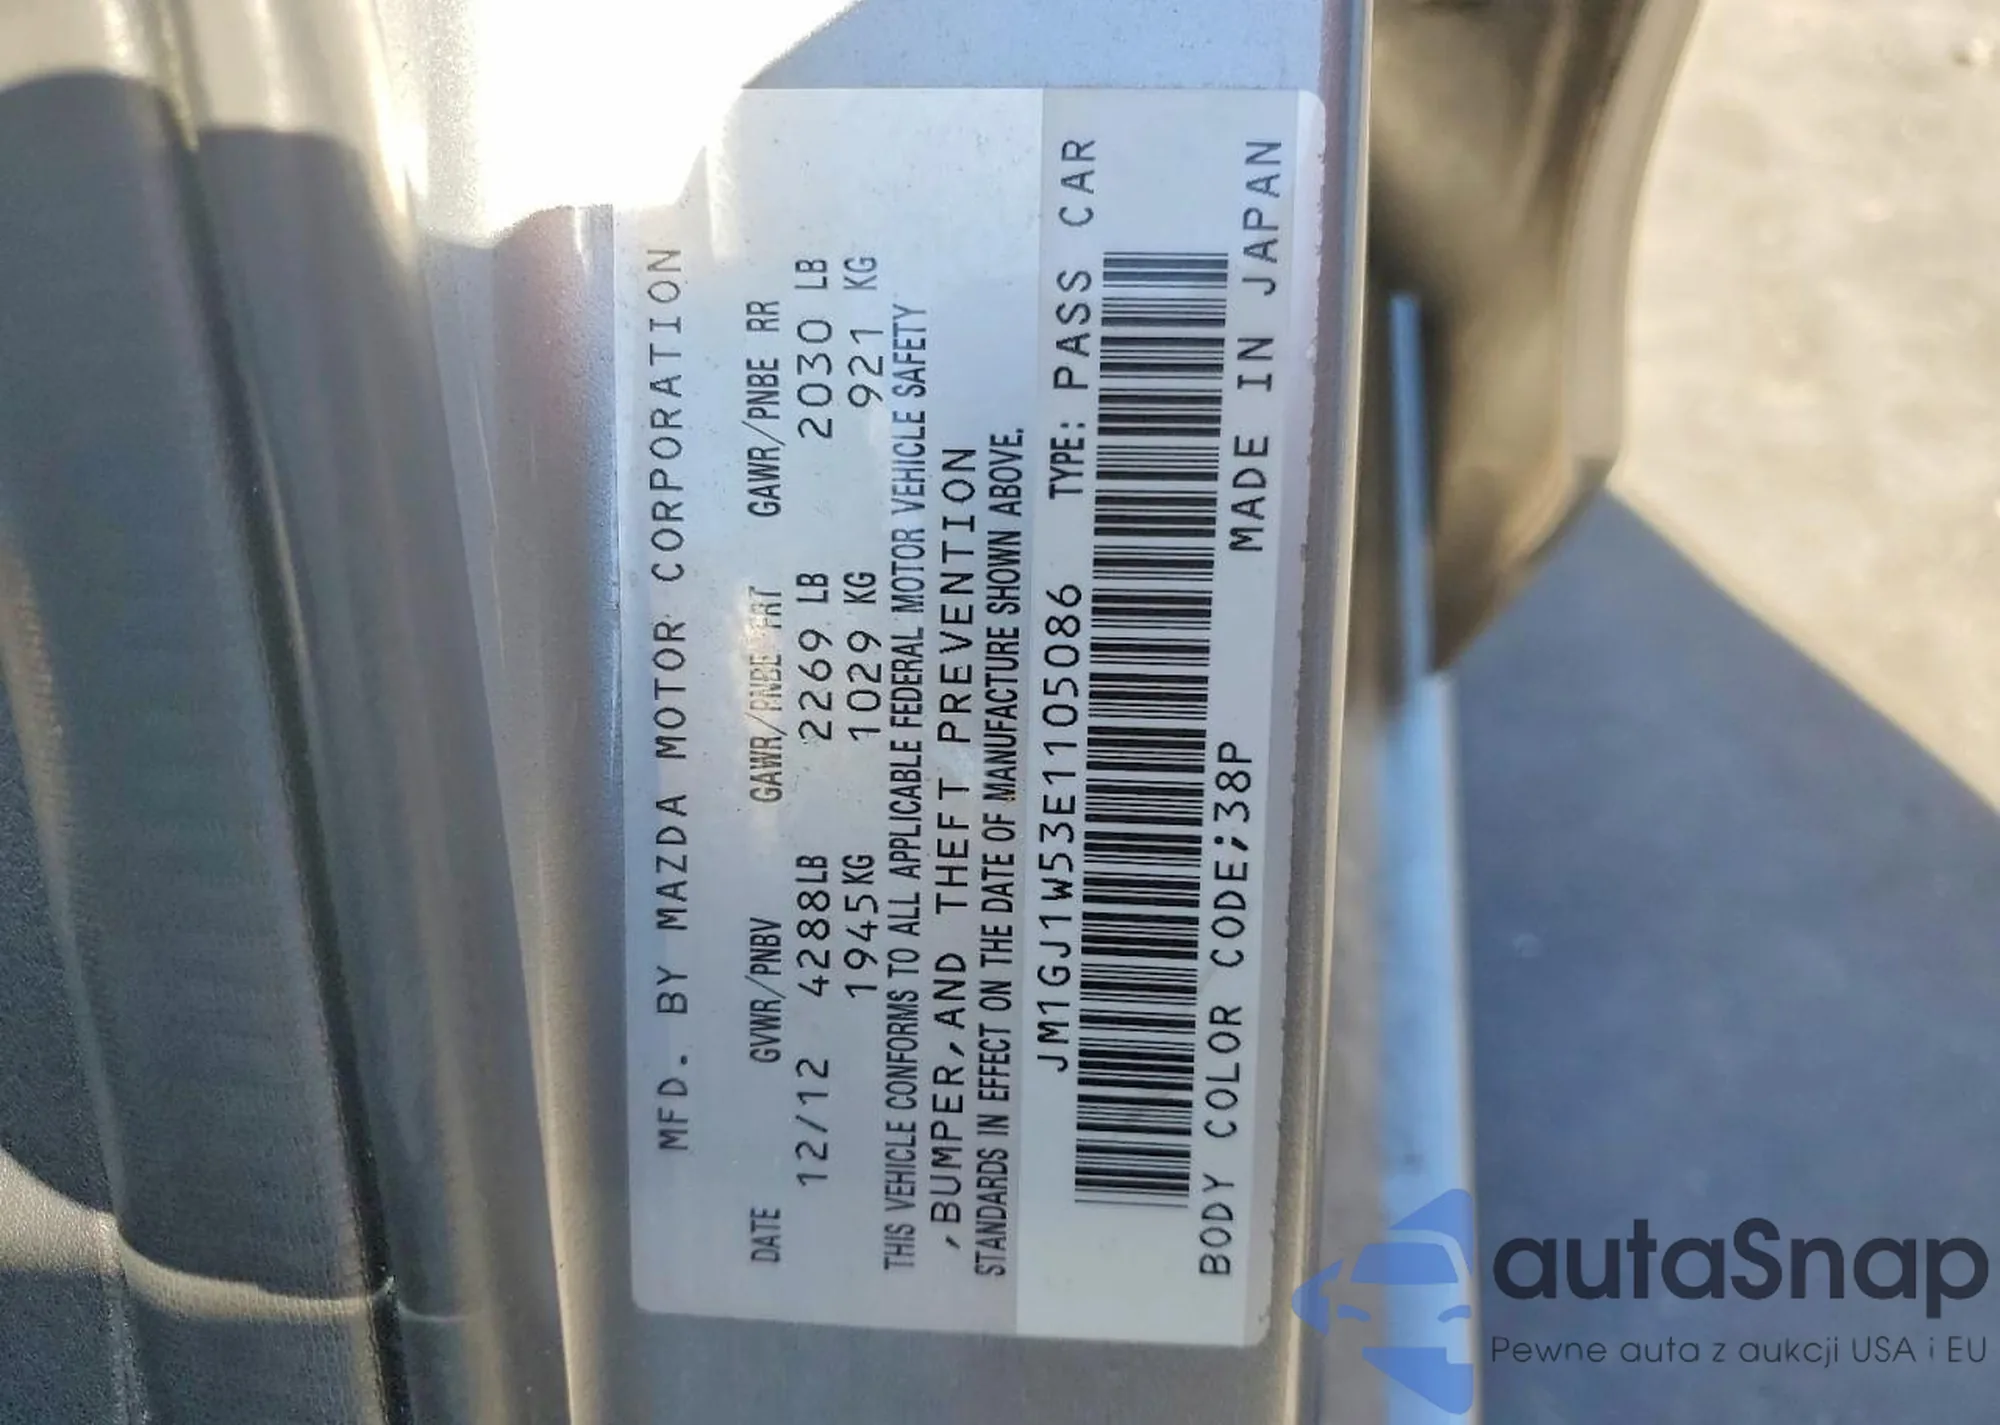 MFD. BY MAZDA MOTOR CORPORATION
DATE GVWR/PNBV GAWR/PNBE FRT GAWR/PNBE RR
12/12 4288LB 2269 LB 2030 LB
1945KG 1029 KG 921 KG
THIS VEHICLE CONFORMS TO ALL APPLICABLE FEDERAL MOTOR VEHICLE SAFETY
,BUMPER,AND THEFT PREVENTION
STANDARDS IN EFFECT ON THE DATE OF MANUFACTURE SHOWN ABOVE.
JM1GJ1W53E1105086 TYPE: PASS CAR
BODY COLOR CODE;38P MADE IN JAPAN
autaSnap
Pewne auta z aukcji USA i EU